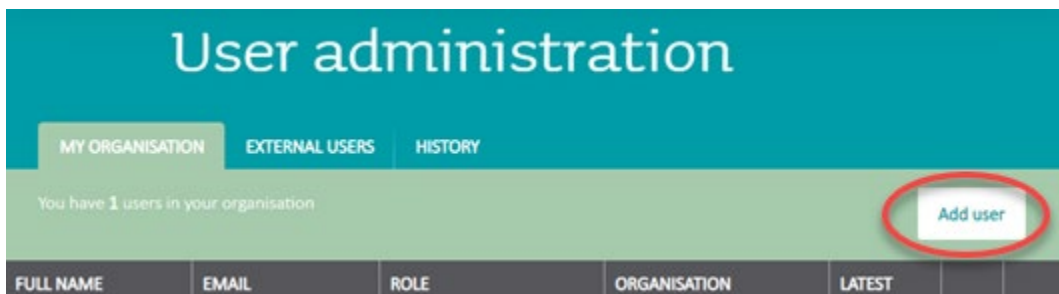 User administration
MY ORGANISATION EXTERNAL USERS HISTORY
You have 1 users in your organisation
Add user
FULL NAME EMAIL ROLE ORGANISATION LATEST